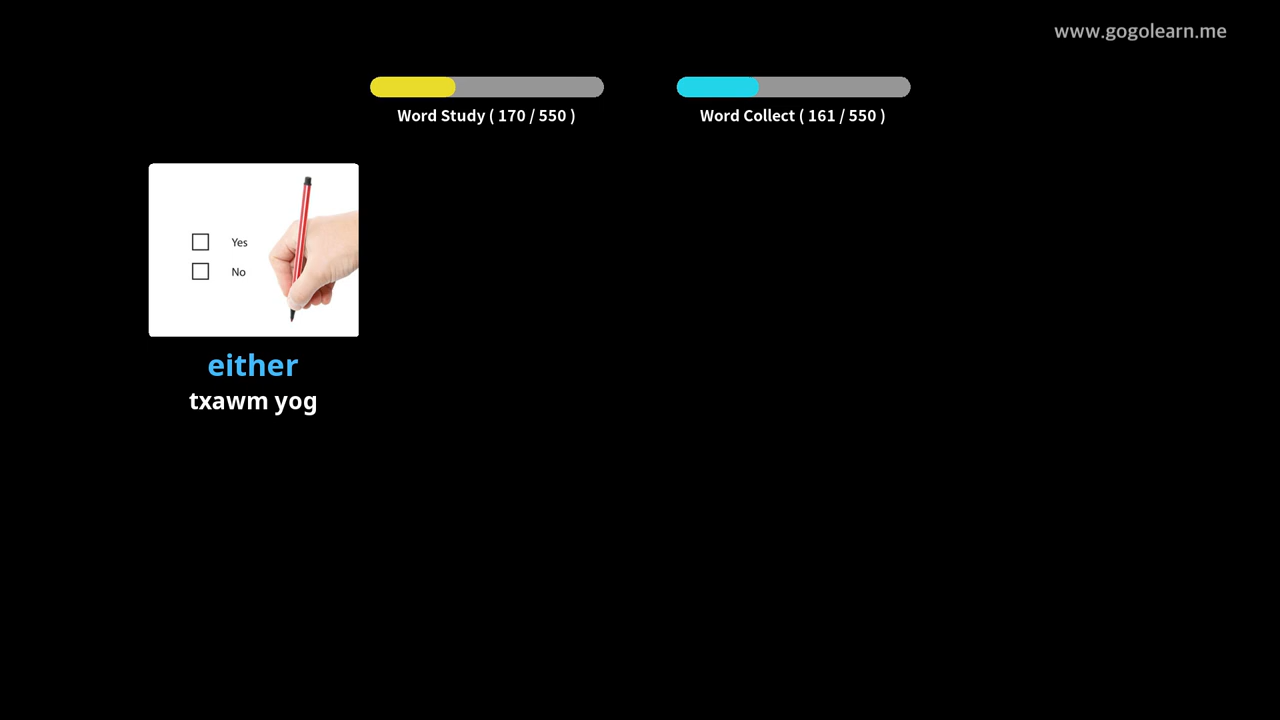 www.gogolearn.me
Word Study ( 170 / 550 )
Word Collect ( 161 / 550 )
Yes
No
either
txawm yog